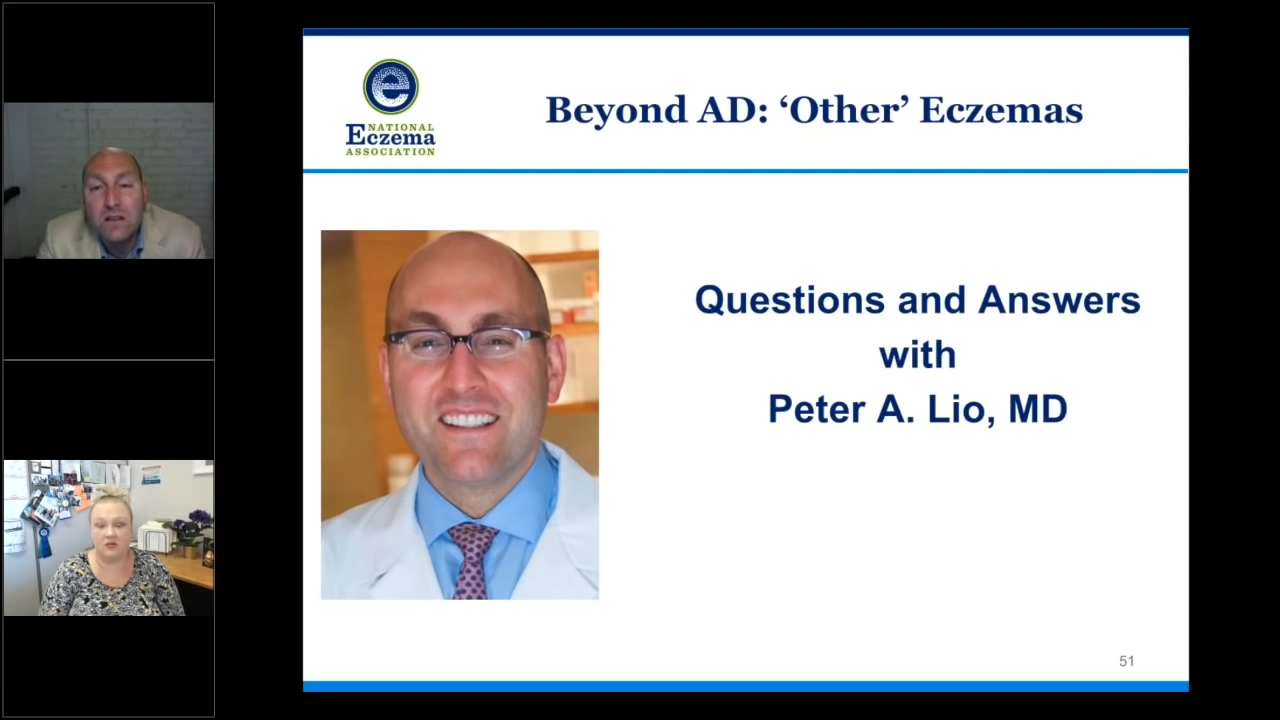 NATIONAL
Eczema
ASSOCIATION
Beyond AD: ‘Other’ Eczemas
Questions and Answers
with
Peter A. Lio, MD
51